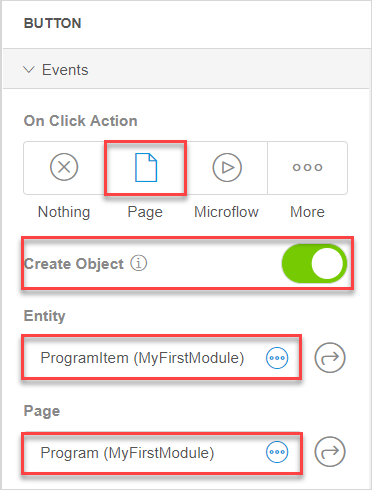 BUTTON
Events
On Click Action
Nothing Page Microflow More
Create Object
Entity
ProgramItem (MyFirstModule)
Page
Program (MyFirstModule)